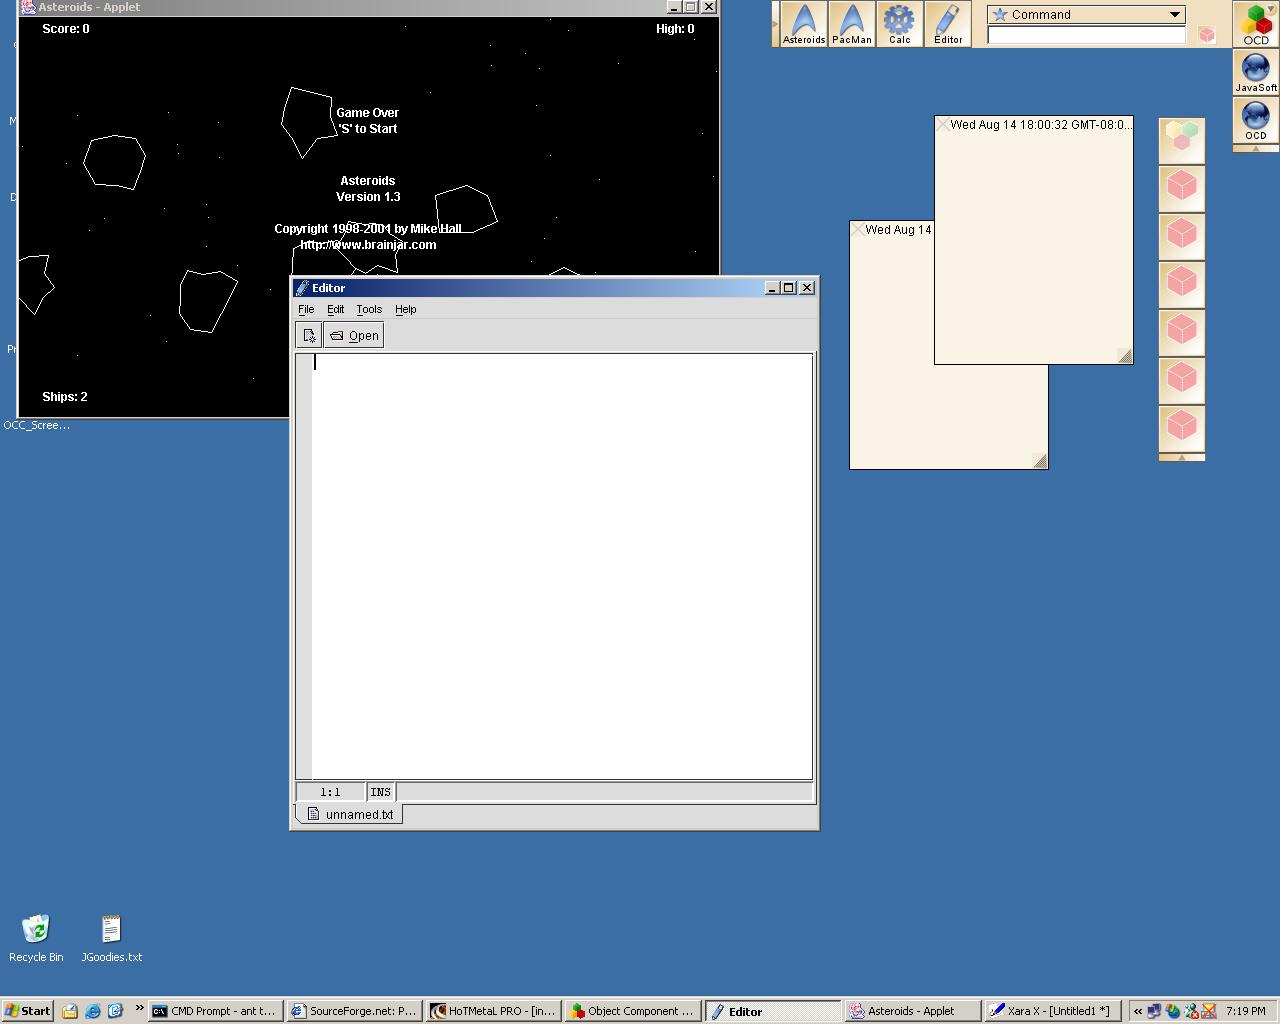 Asteroids - Applet
Score: 0
High: 0
Game Over
'S' to Start
Asteroids
Version 1.3
Copyright 1998-2001 by Mike Hall
http://www.brainjar.com
Ships: 2
Asteroids
PacMan
Calc
Editor
Command
OCD
JavaSoft
OCD
Wed Aug 14 18:00:32 GMT-08:0...
Wed Aug 14
Editor
File Edit Tools Help
Open
1:1 INS
unnamed.txt
OCC_Scree...
Recycle Bin
JGoodies.txt
Start
»
CMD Prompt - ant t...
SourceForge.net: P...
HoTMetaL PRO - [in...
Object Component ...
Editor
Asteroids - Applet
Xara X - [Untitled1 *]
«
7:19 PM